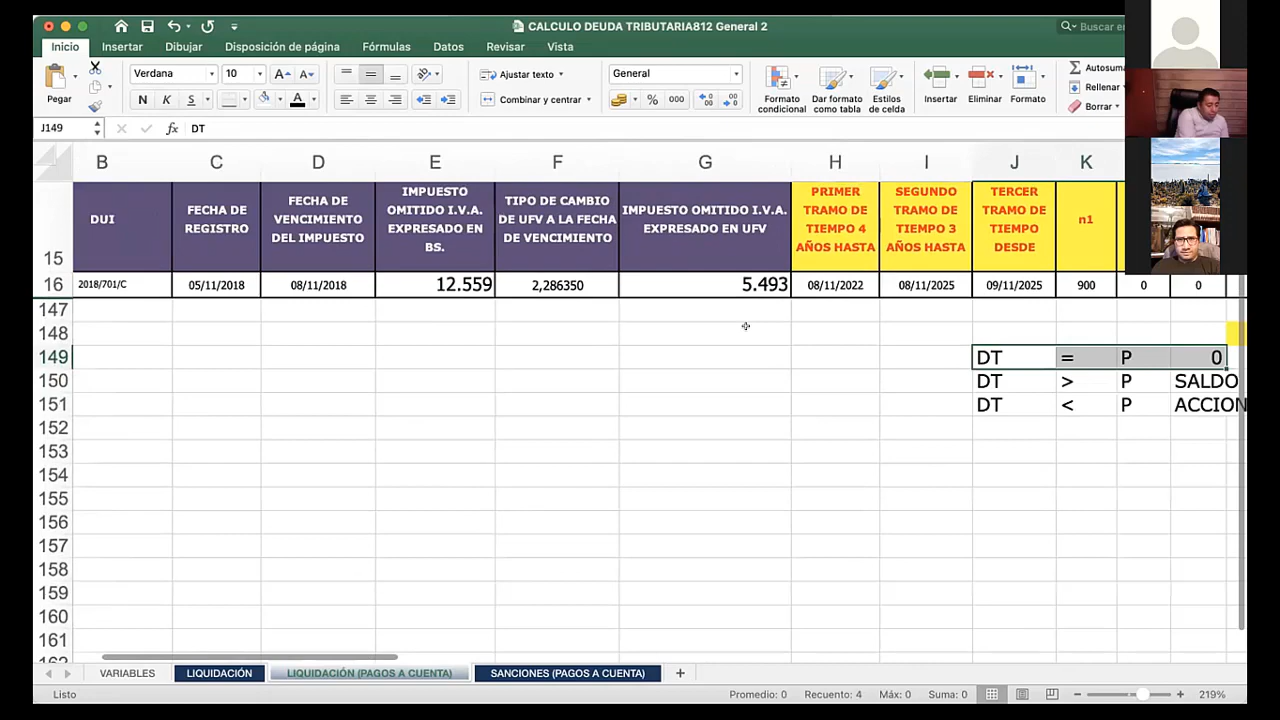 CALCULO DEUDA TRIBUTARIA812 General 2
Buscar en
Inicio Insertar Dibujar Disposición de página Fórmulas Datos Revisar Vista
Pegar
Verdana 10
N K S
A
Ajustar texto
Combinar y centrar
General
% 000
Formato condicional
Dar formato como tabla
Estilos de celda
Insertar
Eliminar
Formato
Autosuma
Rellenar
Borrar
J149 fx DT
B C D E F G H I J K
15 DUI FECHA DE REGISTRO FECHA DE VENCIMIENTO DEL IMPUESTO IMPUESTO OMITIDO I.V.A. EXPRESADO EN BS. TIPO DE CAMBIO DE UFV A LA FECHA DE VENCIMIENTO IMPUESTO OMITIDO I.V.A. EXPRESADO EN UFV PRIMER TRAMO DE TIEMPO 4 AÑOS HASTA SEGUNDO TRAMO DE TIEMPO 3 AÑOS HASTA TERCER TRAMO DE TIEMPO DESDE n1
16 2018/701/C 05/11/2018 08/11/2018 12.559 2,286350 5.493 08/11/2022 08/11/2025 09/11/2025 900 0 0
147
148
149 DT = P 0
150 DT > P SALDO
151 DT < P ACCION
152
153
154
155
156
157
158
159
160
161
VARIABLES LIQUIDACIÓN LIQUIDACIÓN (PAGOS A CUENTA) SANCIONES (PAGOS A CUENTA) +
Listo Promedio: 0 Recuento: 4 Máx: 0 Suma: 0 219%